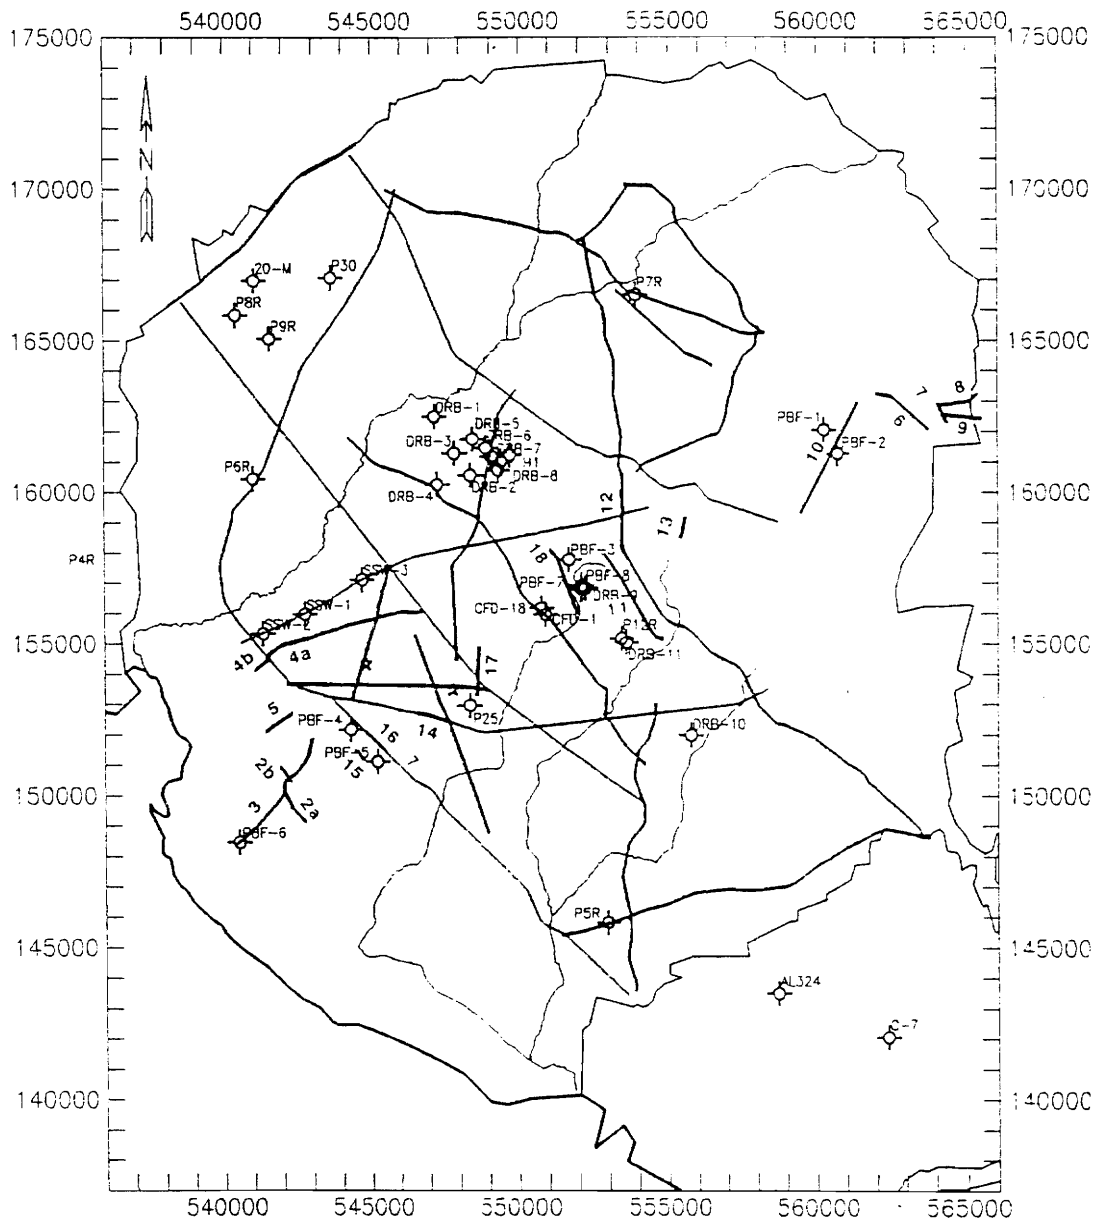 540000 545000 550000 555000 560000 565000
175000 175000
N
170000 170000
20-M P30 P7R
P8R
P9R
165000 165000
7 8
DRB-1 PBF-1 6 9
DRB-5
DRB-3 DRB-7 PBF-2
H1 10
P6R DRB-8
DRB-4 DRB-2
160000 160000
12
13
P4R 18 PBF-3
SSW-3 PBF-7 PBF-8
DRB-9
SSW-1 CFD-18 11
SSW-2 CFD-1
P12R
155000 155000
4b 4a DRB-11
17
5 PBF-4 P25 DRB-10
16 14
PBF-5 7
2b 15
150000 150000
3 2a
PBF-6
P5R
145000 145000
AL324
C-7
140000 140000
540000 545000 550000 555000 560000 565000